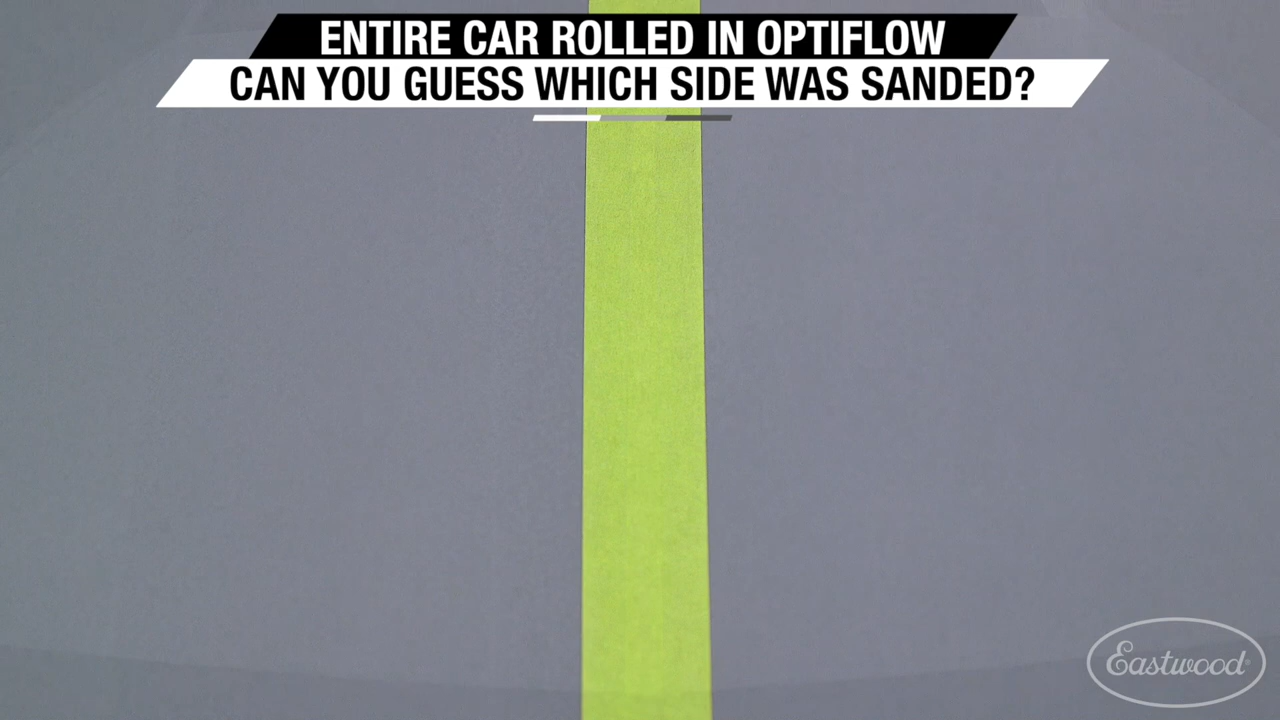 ENTIRE CAR ROLLED IN OPTIFLOW
CAN YOU GUESS WHICH SIDE WAS SANDED?
Eastwood